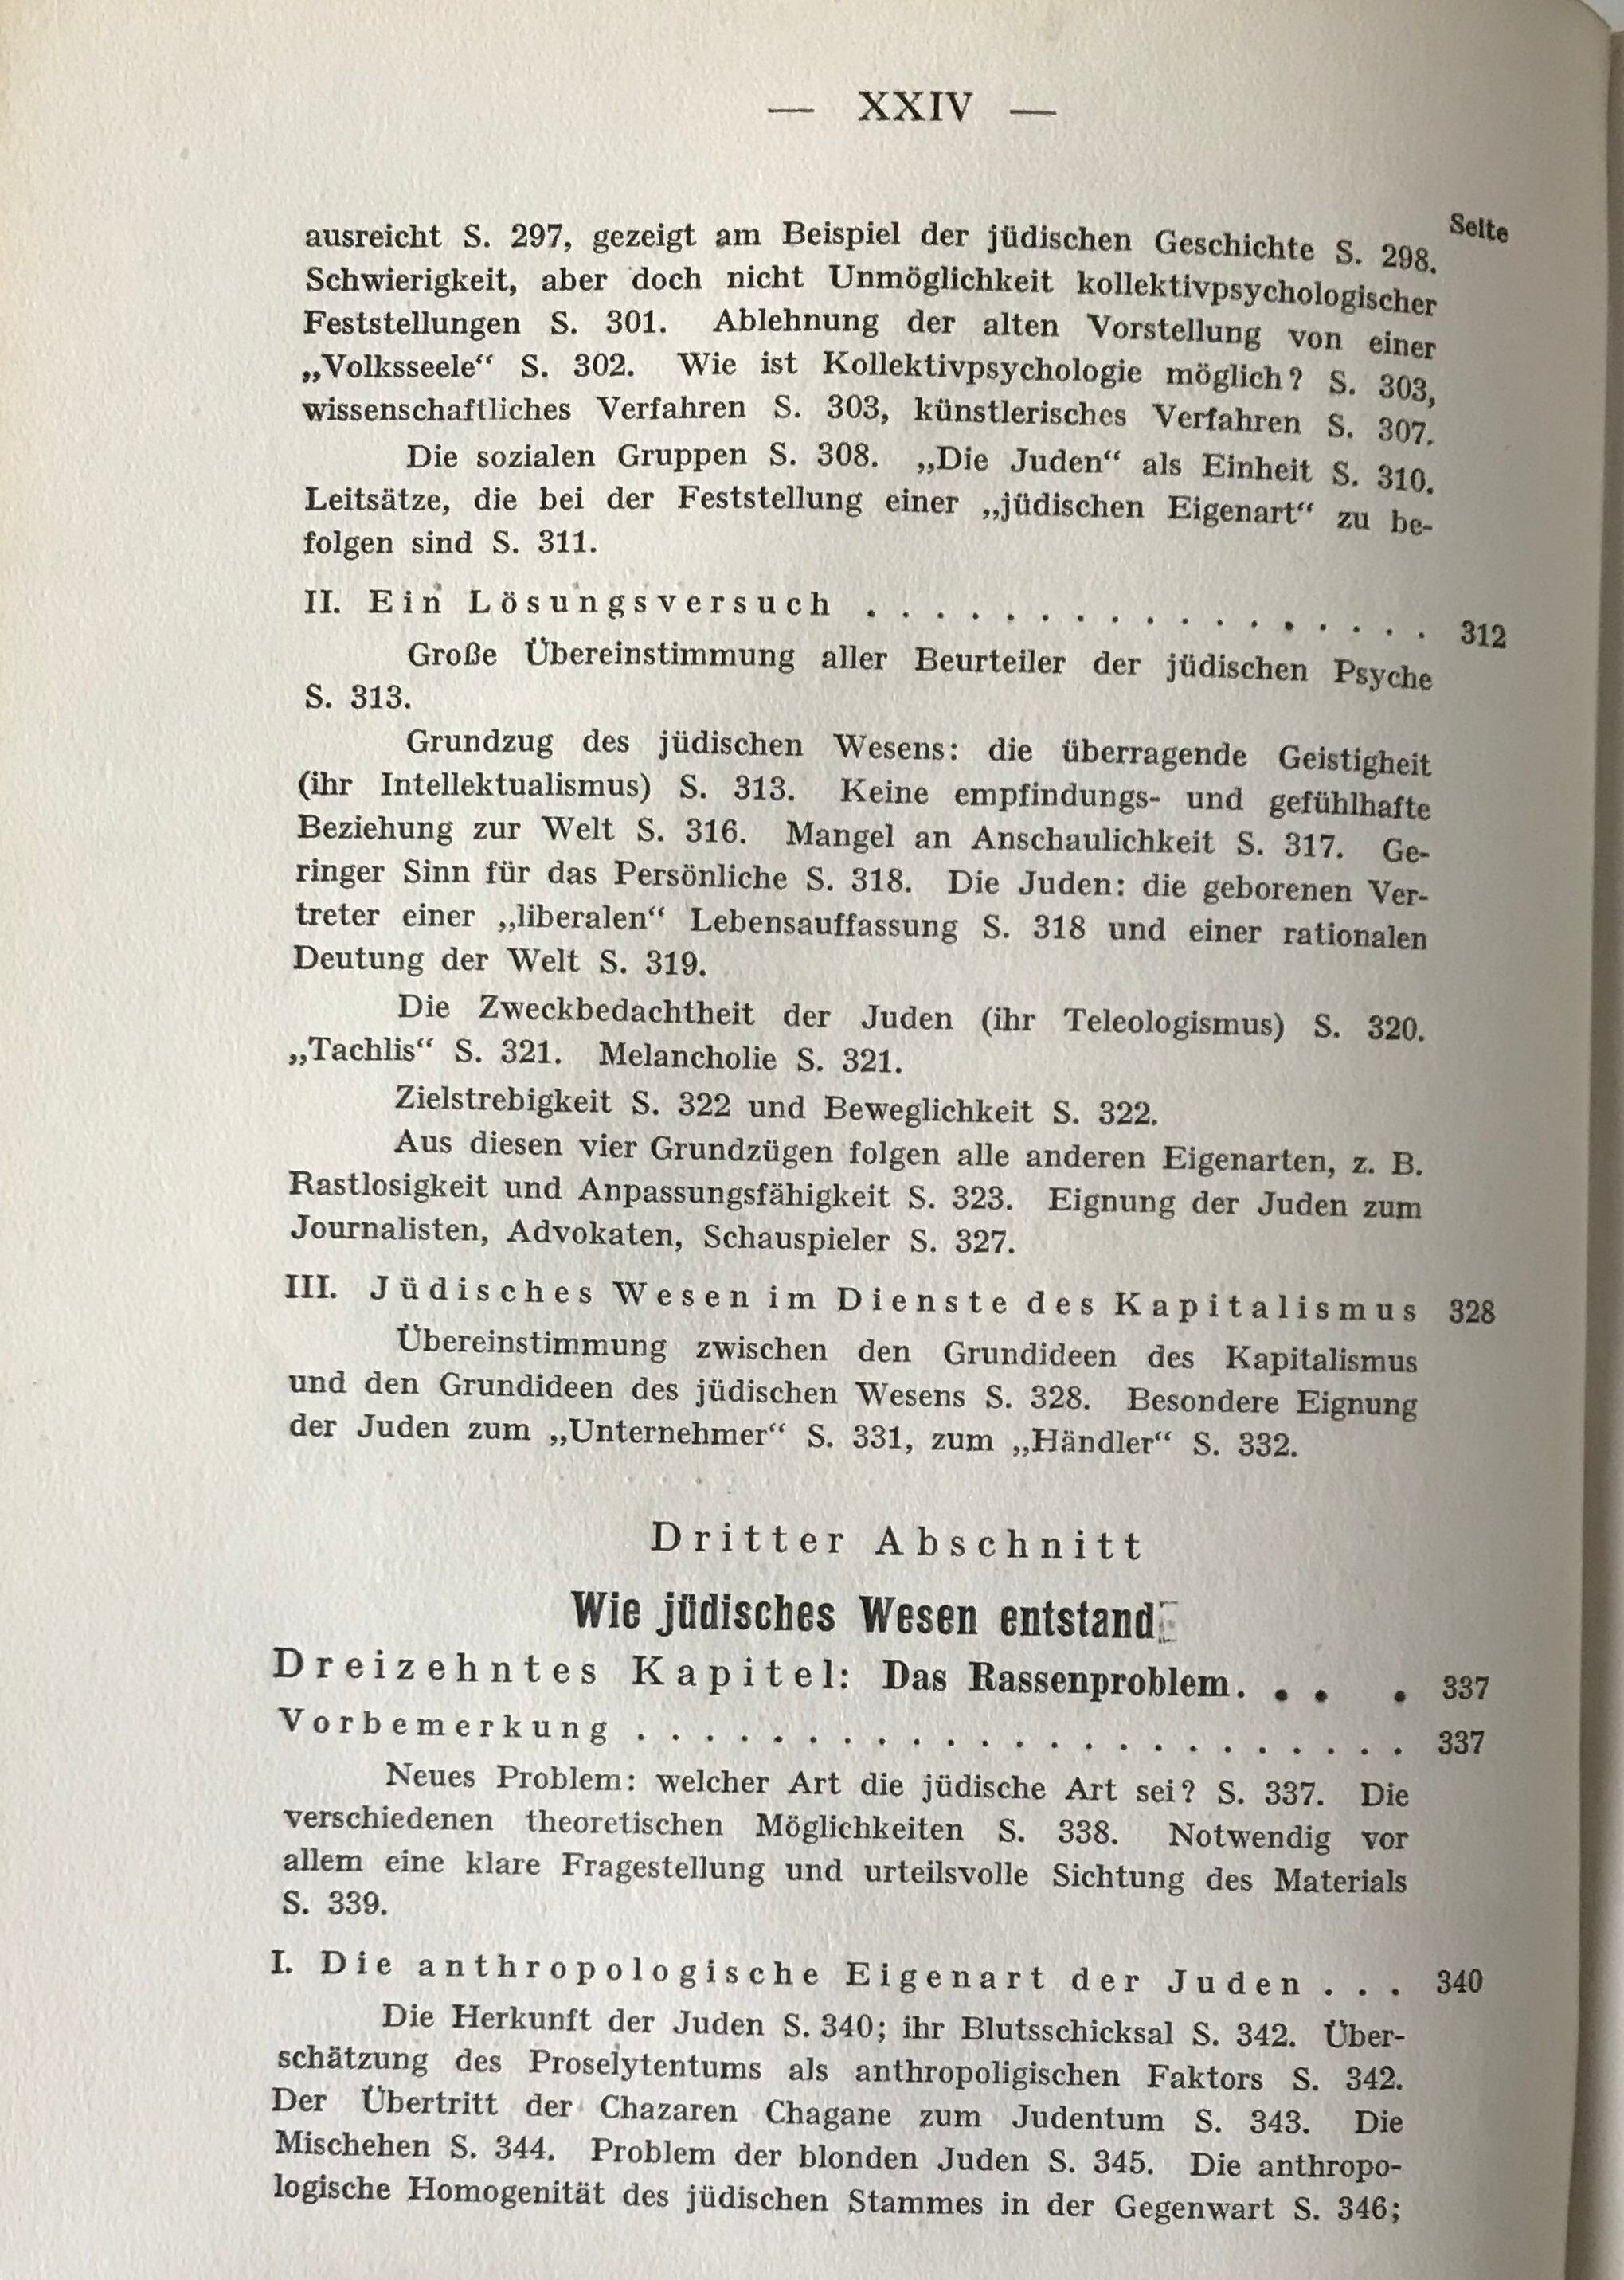 — XXIV —
Seite
ausreicht S. 297, gezeigt am Beispiel der jüdischen Geschichte S. 298.
Schwierigkeit, aber doch nicht Unmöglichkeit kollektivpsychologischer
Feststellungen S. 301. Ablehnung der alten Vorstellung von einer
„Volksseele“ S. 302. Wie ist Kollektivpsychologie möglich? S. 303,
wissenschaftliches Verfahren S. 303, künstlerisches Verfahren S. 307.
Die sozialen Gruppen S. 308. „Die Juden“ als Einheit S. 310.
Leitsätze, die bei der Feststellung einer „jüdischen Eigenart“ zu be-
folgen sind S. 311.
II. Ein Lösungsversuch . . . . . . . . . . . . . . . . . 312
Große Übereinstimmung aller Beurteiler der jüdischen Psyche
S. 313.
Grundzug des jüdischen Wesens: die überragende Geistigheit
(ihr Intellektualismus) S. 313. Keine empfindungs- und gefühlhafte
Beziehung zur Welt S. 316. Mangel an Anschaulichkeit S. 317. Ge-
ringer Sinn für das Persönliche S. 318. Die Juden: die geborenen Ver-
treter einer „liberalen“ Lebensauffassung S. 318 und einer rationalen
Deutung der Welt S. 319.
Die Zweckbedachtheit der Juden (ihr Teleologismus) S. 320.
„Tachlis“ S. 321. Melancholie S. 321.
Zielstrebigkeit S. 322 und Beweglichkeit S. 322.
Aus diesen vier Grundzügen folgen alle anderen Eigenarten, z. B.
Rastlosigkeit und Anpassungsfähigkeit S. 323. Eignung der Juden zum
Journalisten, Advokaten, Schauspieler S. 327.
III. Jüdisches Wesen im Dienste des Kapitalismus 328
Übereinstimmung zwischen den Grundideen des Kapitalismus
und den Grundideen des jüdischen Wesens S. 328. Besondere Eignung
der Juden zum „Unternehmer“ S. 331, zum „Händler“ S. 332.
Dritter Abschnitt
Wie jüdisches Wesen entstand
Dreizehntes Kapitel: Das Rassenproblem. . . . 337
Vorbemerkung . . . . . . . . . . . . . . . . . . . . . . . 337
Neues Problem: welcher Art die jüdische Art sei? S. 337. Die
verschiedenen theoretischen Möglichkeiten S. 338. Notwendig vor
allem eine klare Fragestellung und urteilsvolle Sichtung des Materials
S. 339.
I. Die anthropologische Eigenart der Juden . . . 340
Die Herkunft der Juden S. 340; ihr Blutsschicksal S. 342. Über-
schätzung des Proselytentums als anthropoligischen Faktors S. 342.
Der Übertritt der Chazaren Chagane zum Judentum S. 343. Die
Mischehen S. 344. Problem der blonden Juden S. 345. Die anthropo-
logische Homogenität des jüdischen Stammes in der Gegenwart S. 346;